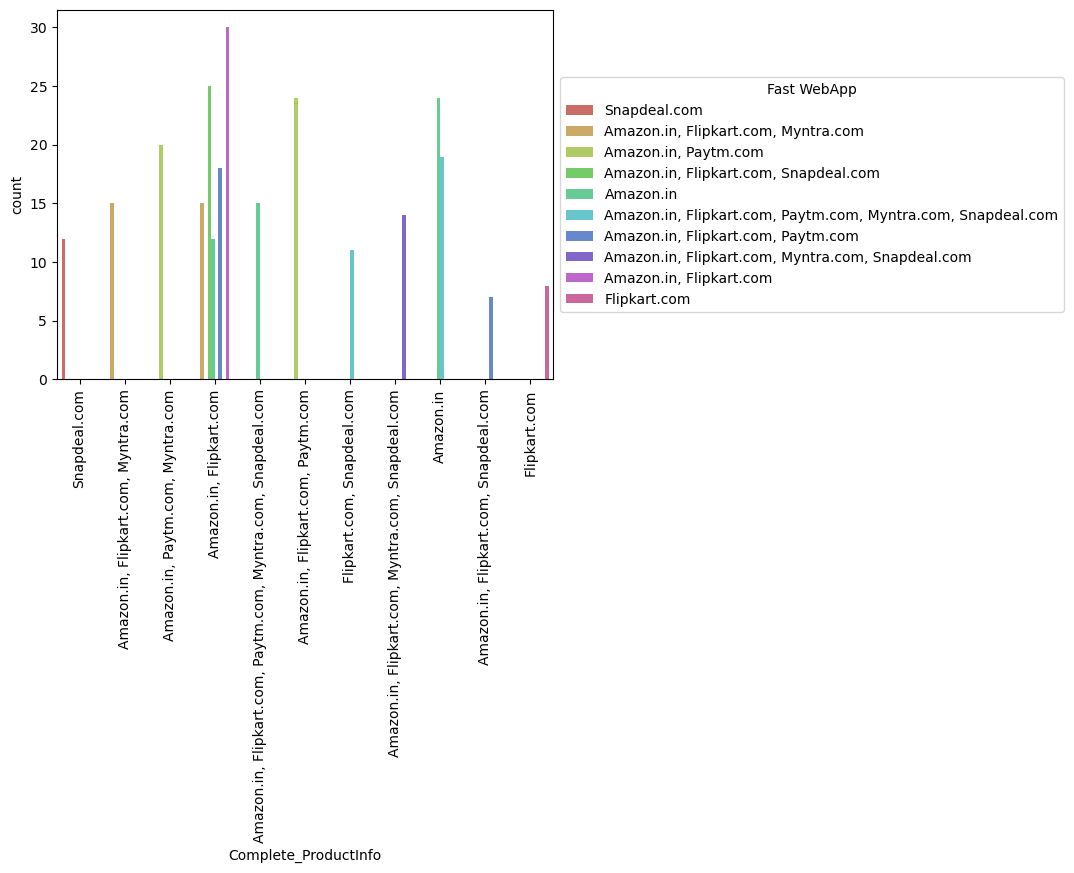 30
25
20
15
10
5
0
count
Snapdeal.com
Amazon.in, Flipkart.com, Myntra.com
Amazon.in, Paytm.com, Myntra.com
Amazon.in, Flipkart.com
Amazon.in, Flipkart.com, Paytm.com, Myntra.com, Snapdeal.com
Amazon.in, Flipkart.com, Paytm.com
Flipkart.com, Snapdeal.com
Amazon.in, Flipkart.com, Myntra.com, Snapdeal.com
Amazon.in
Amazon.in, Flipkart.com, Snapdeal.com
Flipkart.com
Complete_ProductInfo
Fast WebApp
Snapdeal.com
Amazon.in, Flipkart.com, Myntra.com
Amazon.in, Paytm.com
Amazon.in, Flipkart.com, Snapdeal.com
Amazon.in
Amazon.in, Flipkart.com, Paytm.com, Myntra.com, Snapdeal.com
Amazon.in, Flipkart.com, Paytm.com
Amazon.in, Flipkart.com, Myntra.com, Snapdeal.com
Amazon.in, Flipkart.com
Flipkart.com